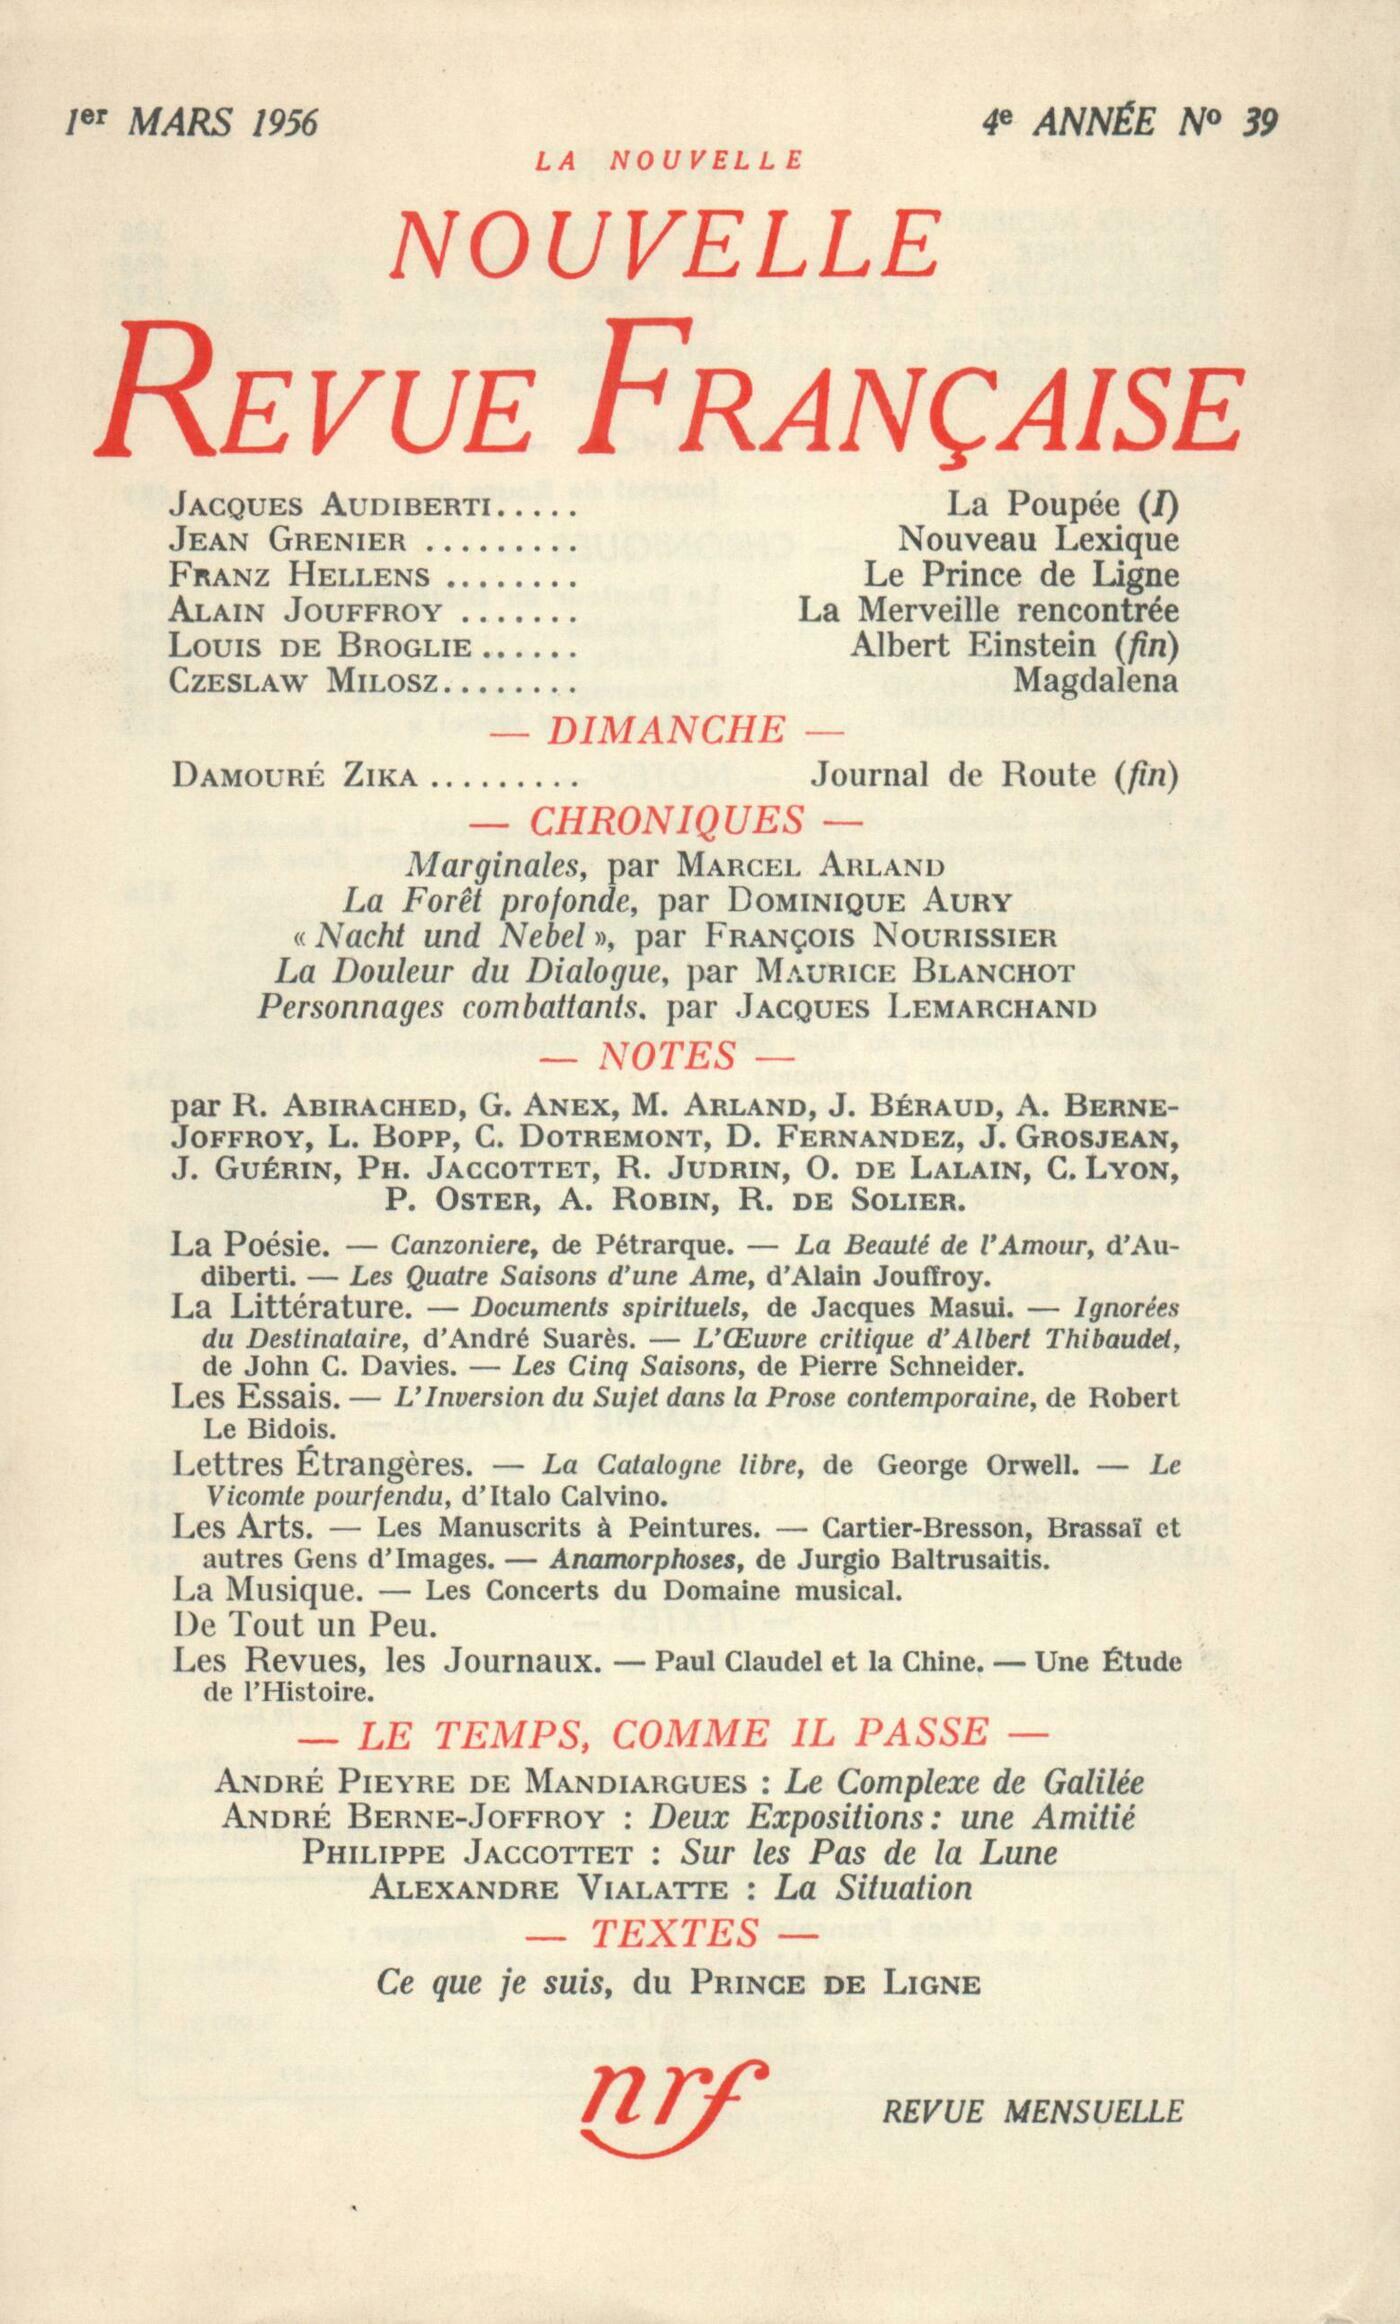 1er MARS 1956
4e ANNÉE No 39
LA NOUVELLE
NOUVELLE
REVUE FRANÇAISE
JACQUES AUDIBERTI..... La Poupée (I)
JEAN GRENIER ......... Nouveau Lexique
FRANZ HELLENS ........ Le Prince de Ligne
ALAIN JOUFFROY ....... La Merveille rencontrée
LOUIS DE BROGLIE ...... Albert Einstein (fin)
CZESLAW MILOSZ........ Magdalena
— DIMANCHE —
DAMOURÉ ZIKA ......... Journal de Route (fin)
— CHRONIQUES —
Marginales, par MARCEL ARLAND
La Forêt profonde, par DOMINIQUE AURY
« Nacht und Nebel », par FRANÇOIS NOURISSIER
La Douleur du Dialogue, par MAURICE BLANCHOT
Personnages combattants. par JACQUES LEMARCHAND
— NOTES —
par R. ABIRACHED, G. ANEX, M. ARLAND, J. BÉRAUD, A. BERNE-
JOFFROY, L. BOPP, C. DOTREMONT, D. FERNANDEZ, J. GROSJEAN,
J. GUÉRIN, PH. JACCOTTET, R. JUDRIN, O. DE LALAIN, C. LYON,
P. OSTER, A. ROBIN, R. DE SOLIER.
La Poésie. — Canzoniere, de Pétrarque. — La Beauté de l'Amour, d'Au-
diberti. — Les Quatre Saisons d'une Ame, d'Alain Jouffroy.
La Littérature. — Documents spirituels, de Jacques Masui. — Ignorées
du Destinataire, d'André Suarès. — L'Œuvre critique d'Albert Thibaudet,
de John C. Davies. — Les Cinq Saisons, de Pierre Schneider.
Les Essais. — L'Inversion du Sujet dans la Prose contemporaine, de Robert
Le Bidois.
Lettres Étrangères. — La Catalogne libre, de George Orwell. — Le
Vicomte pourfendu, d'Italo Calvino.
Les Arts. — Les Manuscrits à Peintures. — Cartier-Bresson, Brassaï et
autres Gens d'Images. — Anamorphoses, de Jurgio Baltrusaitis.
La Musique. — Les Concerts du Domaine musical.
De Tout un Peu.
Les Revues, les Journaux. — Paul Claudel et la Chine. — Une Étude
de l'Histoire.
— LE TEMPS, COMME IL PASSE —
ANDRÉ PIEYRE DE MANDIARGUES : Le Complexe de Galilée
ANDRÉ BERNE-JOFFROY : Deux Expositions : une Amitié
PHILIPPE JACCOTTET : Sur les Pas de la Lune
ALEXANDRE VIALATTE : La Situation
— TEXTES —
Ce que je suis, du PRINCE DE LIGNE
nrf
REVUE MENSUELLE